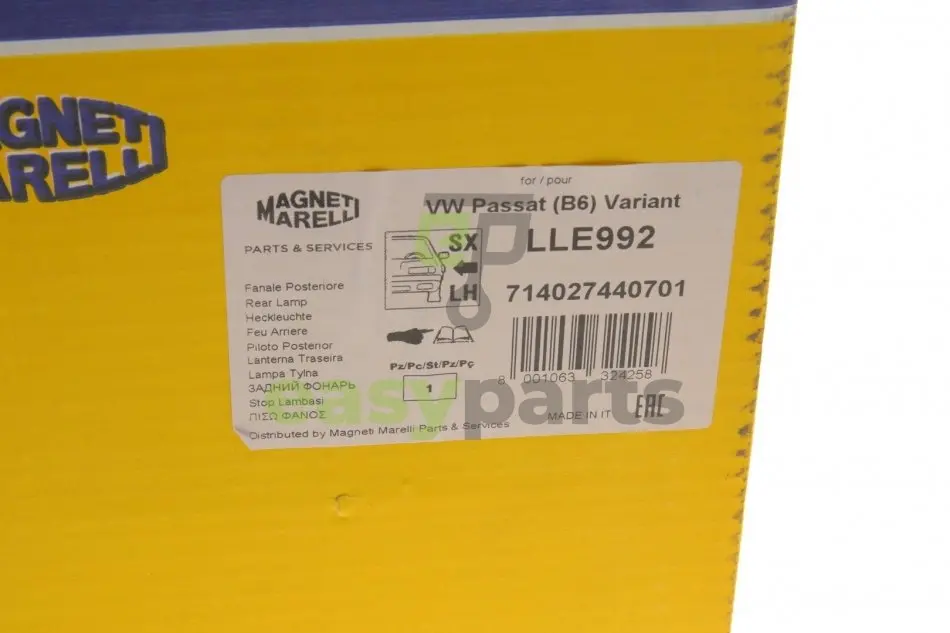 MAGNETI
MARELLI
MAGNETI
MARELLI
PARTS & SERVICES
Fanale Posteriore
Rear Lamp
Heckleuchte
Feu Arriere
Piloto Posterior
Lanterna Traseira
Lampa Tylna
ЗАДНИЙ ФОНАРЬ
Stop Lambasi
ΠΙΣΩ ΦΑΝΟΣ
Distributed by Magneti Marelli Parts & Services
for / pour
VW Passat (B6) Variant
SX
LH
LLE992
714027440701
Pz/Pc/St/Pz/Pç
1
8 001063 324258
MADE IN IT
EAC
easyparts